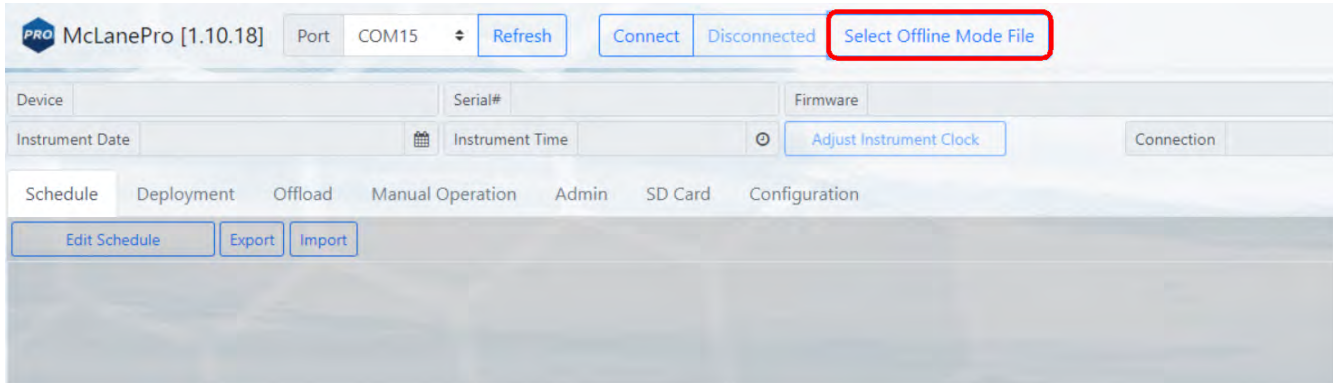 PRO McLanePro [1.10.18] Port COM15 Refresh Connect Disconnected Select Offline Mode File
Device Serial# Firmware
Instrument Date Instrument Time Adjust Instrument Clock Connection
Schedule Deployment Offload Manual Operation Admin SD Card Configuration
Edit Schedule Export Import